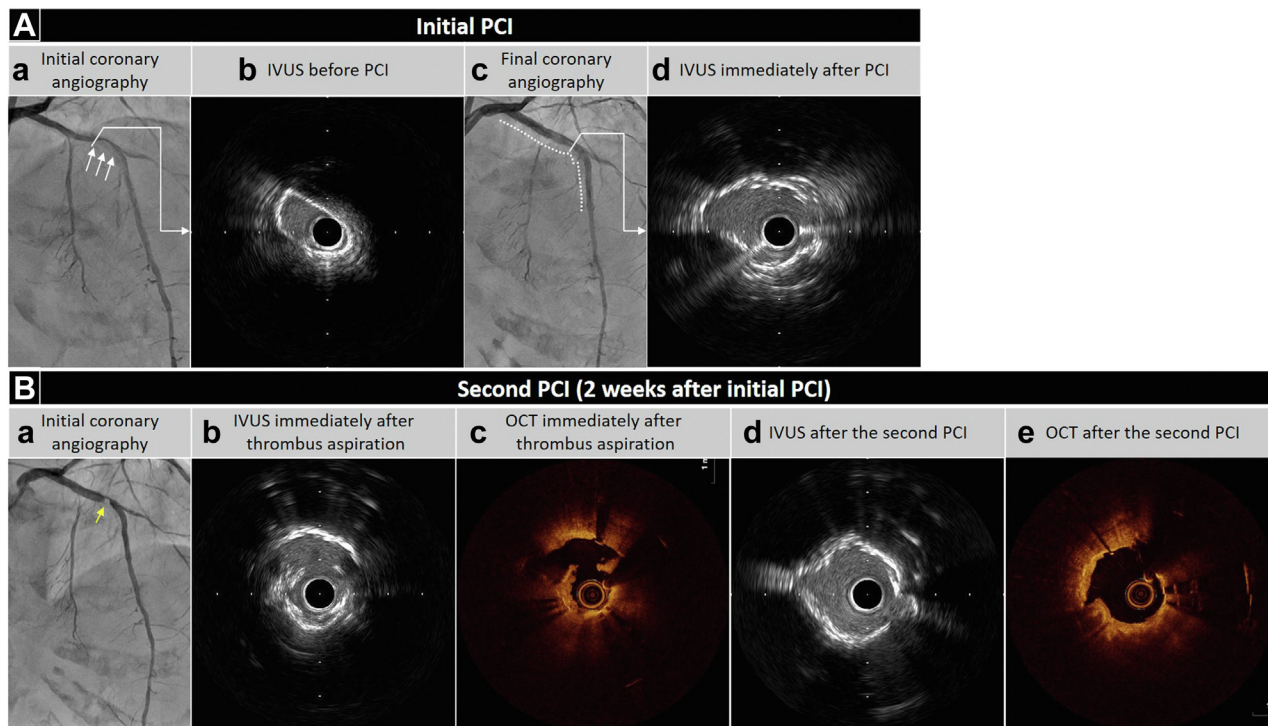 A
Initial PCI
a
Initial coronary
angiography
b
IVUS before PCI
c
Final coronary
angiography
d
IVUS immediately after PCI
B
Second PCI (2 weeks after initial PCI)
a
Initial coronary
angiography
b
IVUS immediately after
thrombus aspiration
c
OCT immediately after
thrombus aspiration
d
IVUS after the second PCI
e
OCT after the second PCI